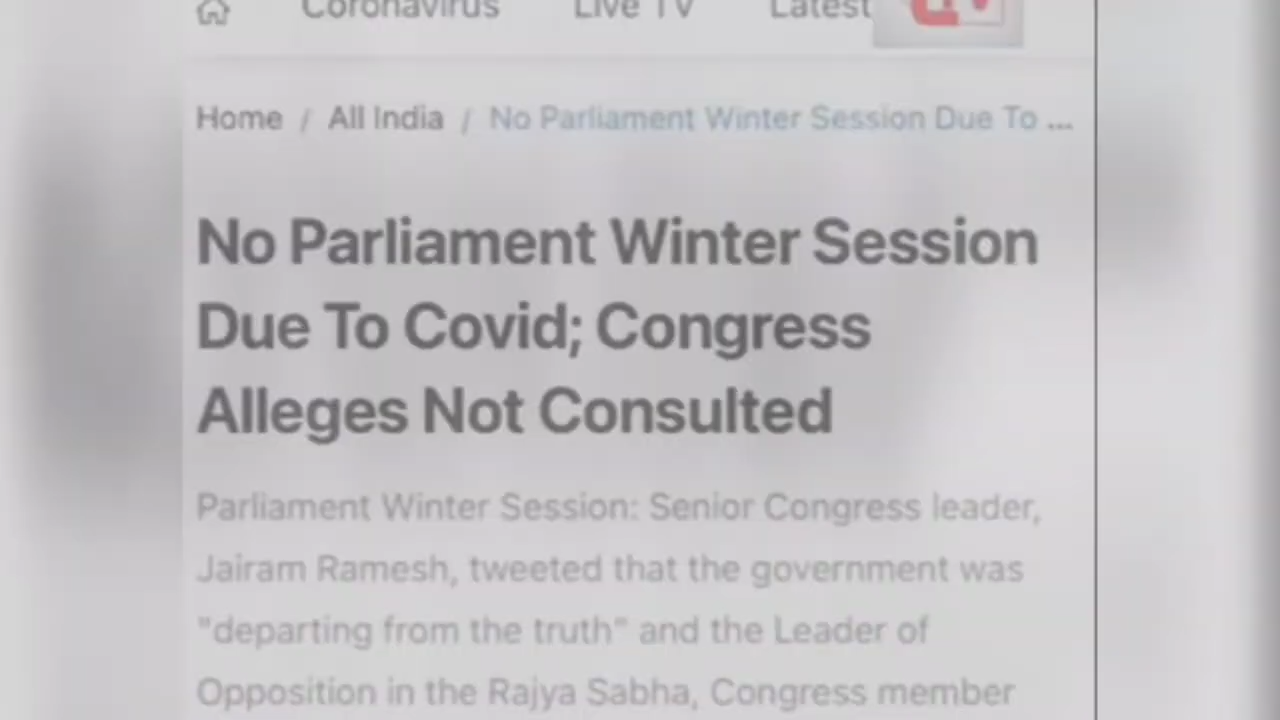 Coronavirus Live TV Latest
Home / All India / No Parliament Winter Session Due To ...
No Parliament Winter Session
Due To Covid; Congress
Alleges Not Consulted
Parliament Winter Session: Senior Congress leader,
Jairam Ramesh, tweeted that the government was
"departing from the truth" and the Leader of
Opposition in the Rajya Sabha, Congress member